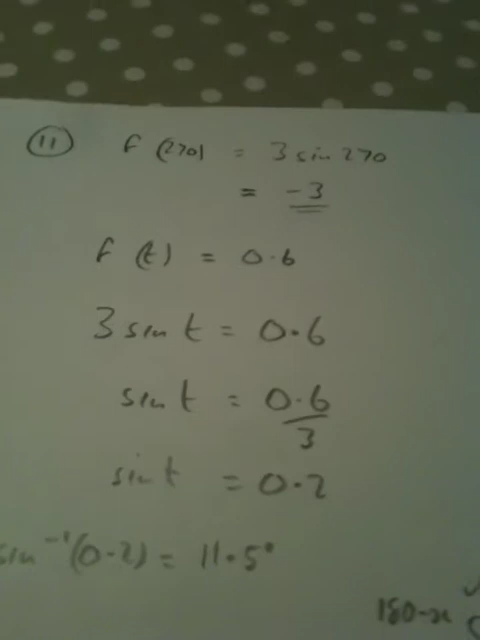 11 f (270) = 3 sin 270
= -3
f (t) = 0.6
3 sin t = 0.6
sin t = 0.6
3
sin t = 0.2
sin⁻¹(0.2) = 11.5°
180-x